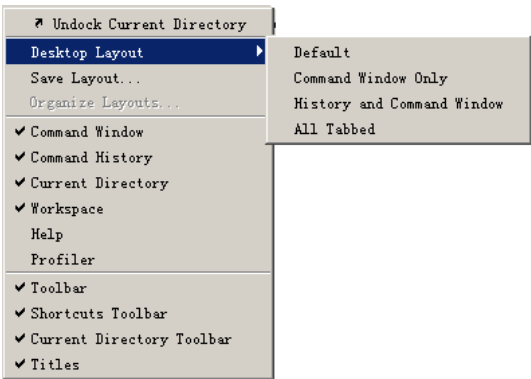 Undock Current Directory
Desktop Layout
Save Layout...
Organize Layouts...
Command Window
Command History
Current Directory
Workspace
Help
Profiler
Toolbar
Shortcuts Toolbar
Current Directory Toolbar
Titles
Default
Command Window Only
History and Command Window
All Tabbed